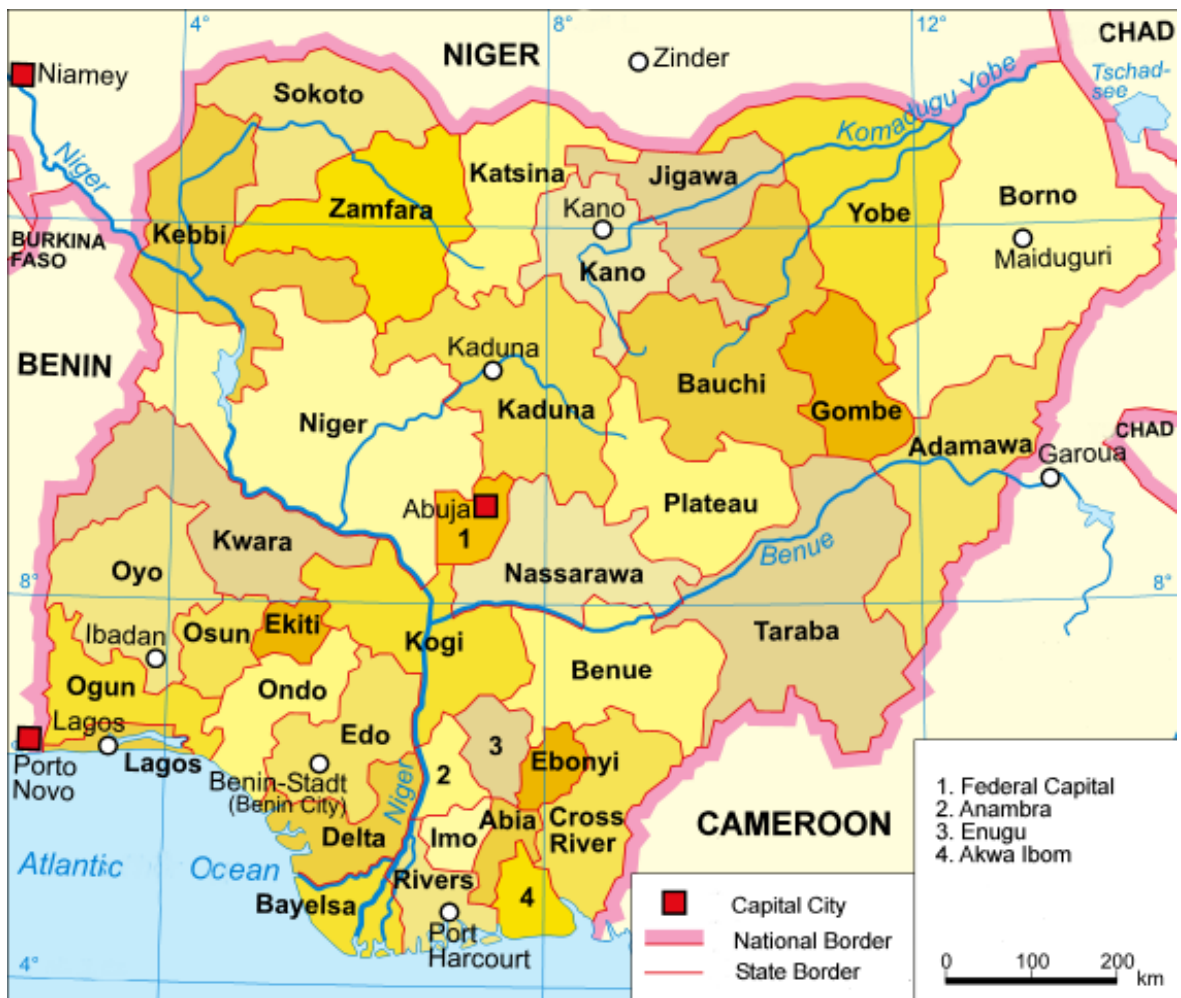 4°
8°
12°
CHAD
NIGER
Zinder
Niamey
Tschad-
see
Sokoto
Komadugu Yobe
Niger
Katsina
Jigawa
Borno
Zamfara
Kano
Yobe
Kebbi
BURKINA
FASO
Maiduguri
Kano
BENIN
Kaduna
Bauchi
Kaduna
Gombe
Niger
CHAD
Adamawa
Garoua
Abuja
Plateau
1
Kwara
Benue
Oyo
Nassarawa
8°
8°
Ibadan
Osun
Ekiti
Kogi
Taraba
Benue
Ogun
Ondo
Lagos
Edo
3
Ebonyi
Porto
Novo
Lagos
Benin-Stadt
(Benin City)
Niger
2
Delta
Imo
Abia
Cross
River
CAMEROON
Atlantic Ocean
Rivers
Bayelsa
4
Port
Harcourt
4°
1. Federal Capital
2. Anambra
3. Enugu
4. Akwa Ibom
Capital City
National Border
State Border
0 100 200 km